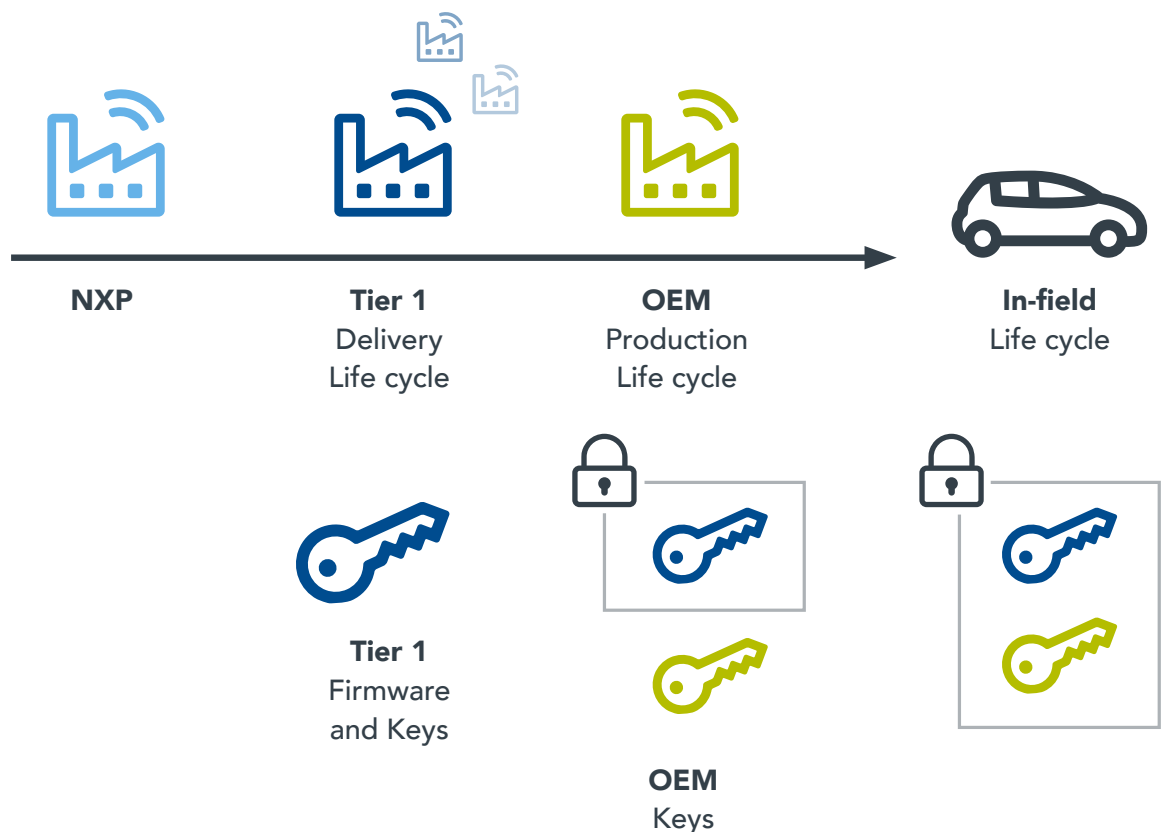 NXP
Tier 1
Delivery
Life cycle
OEM
Production
Life cycle
In-field
Life cycle
Tier 1
Firmware
and Keys
OEM
Keys